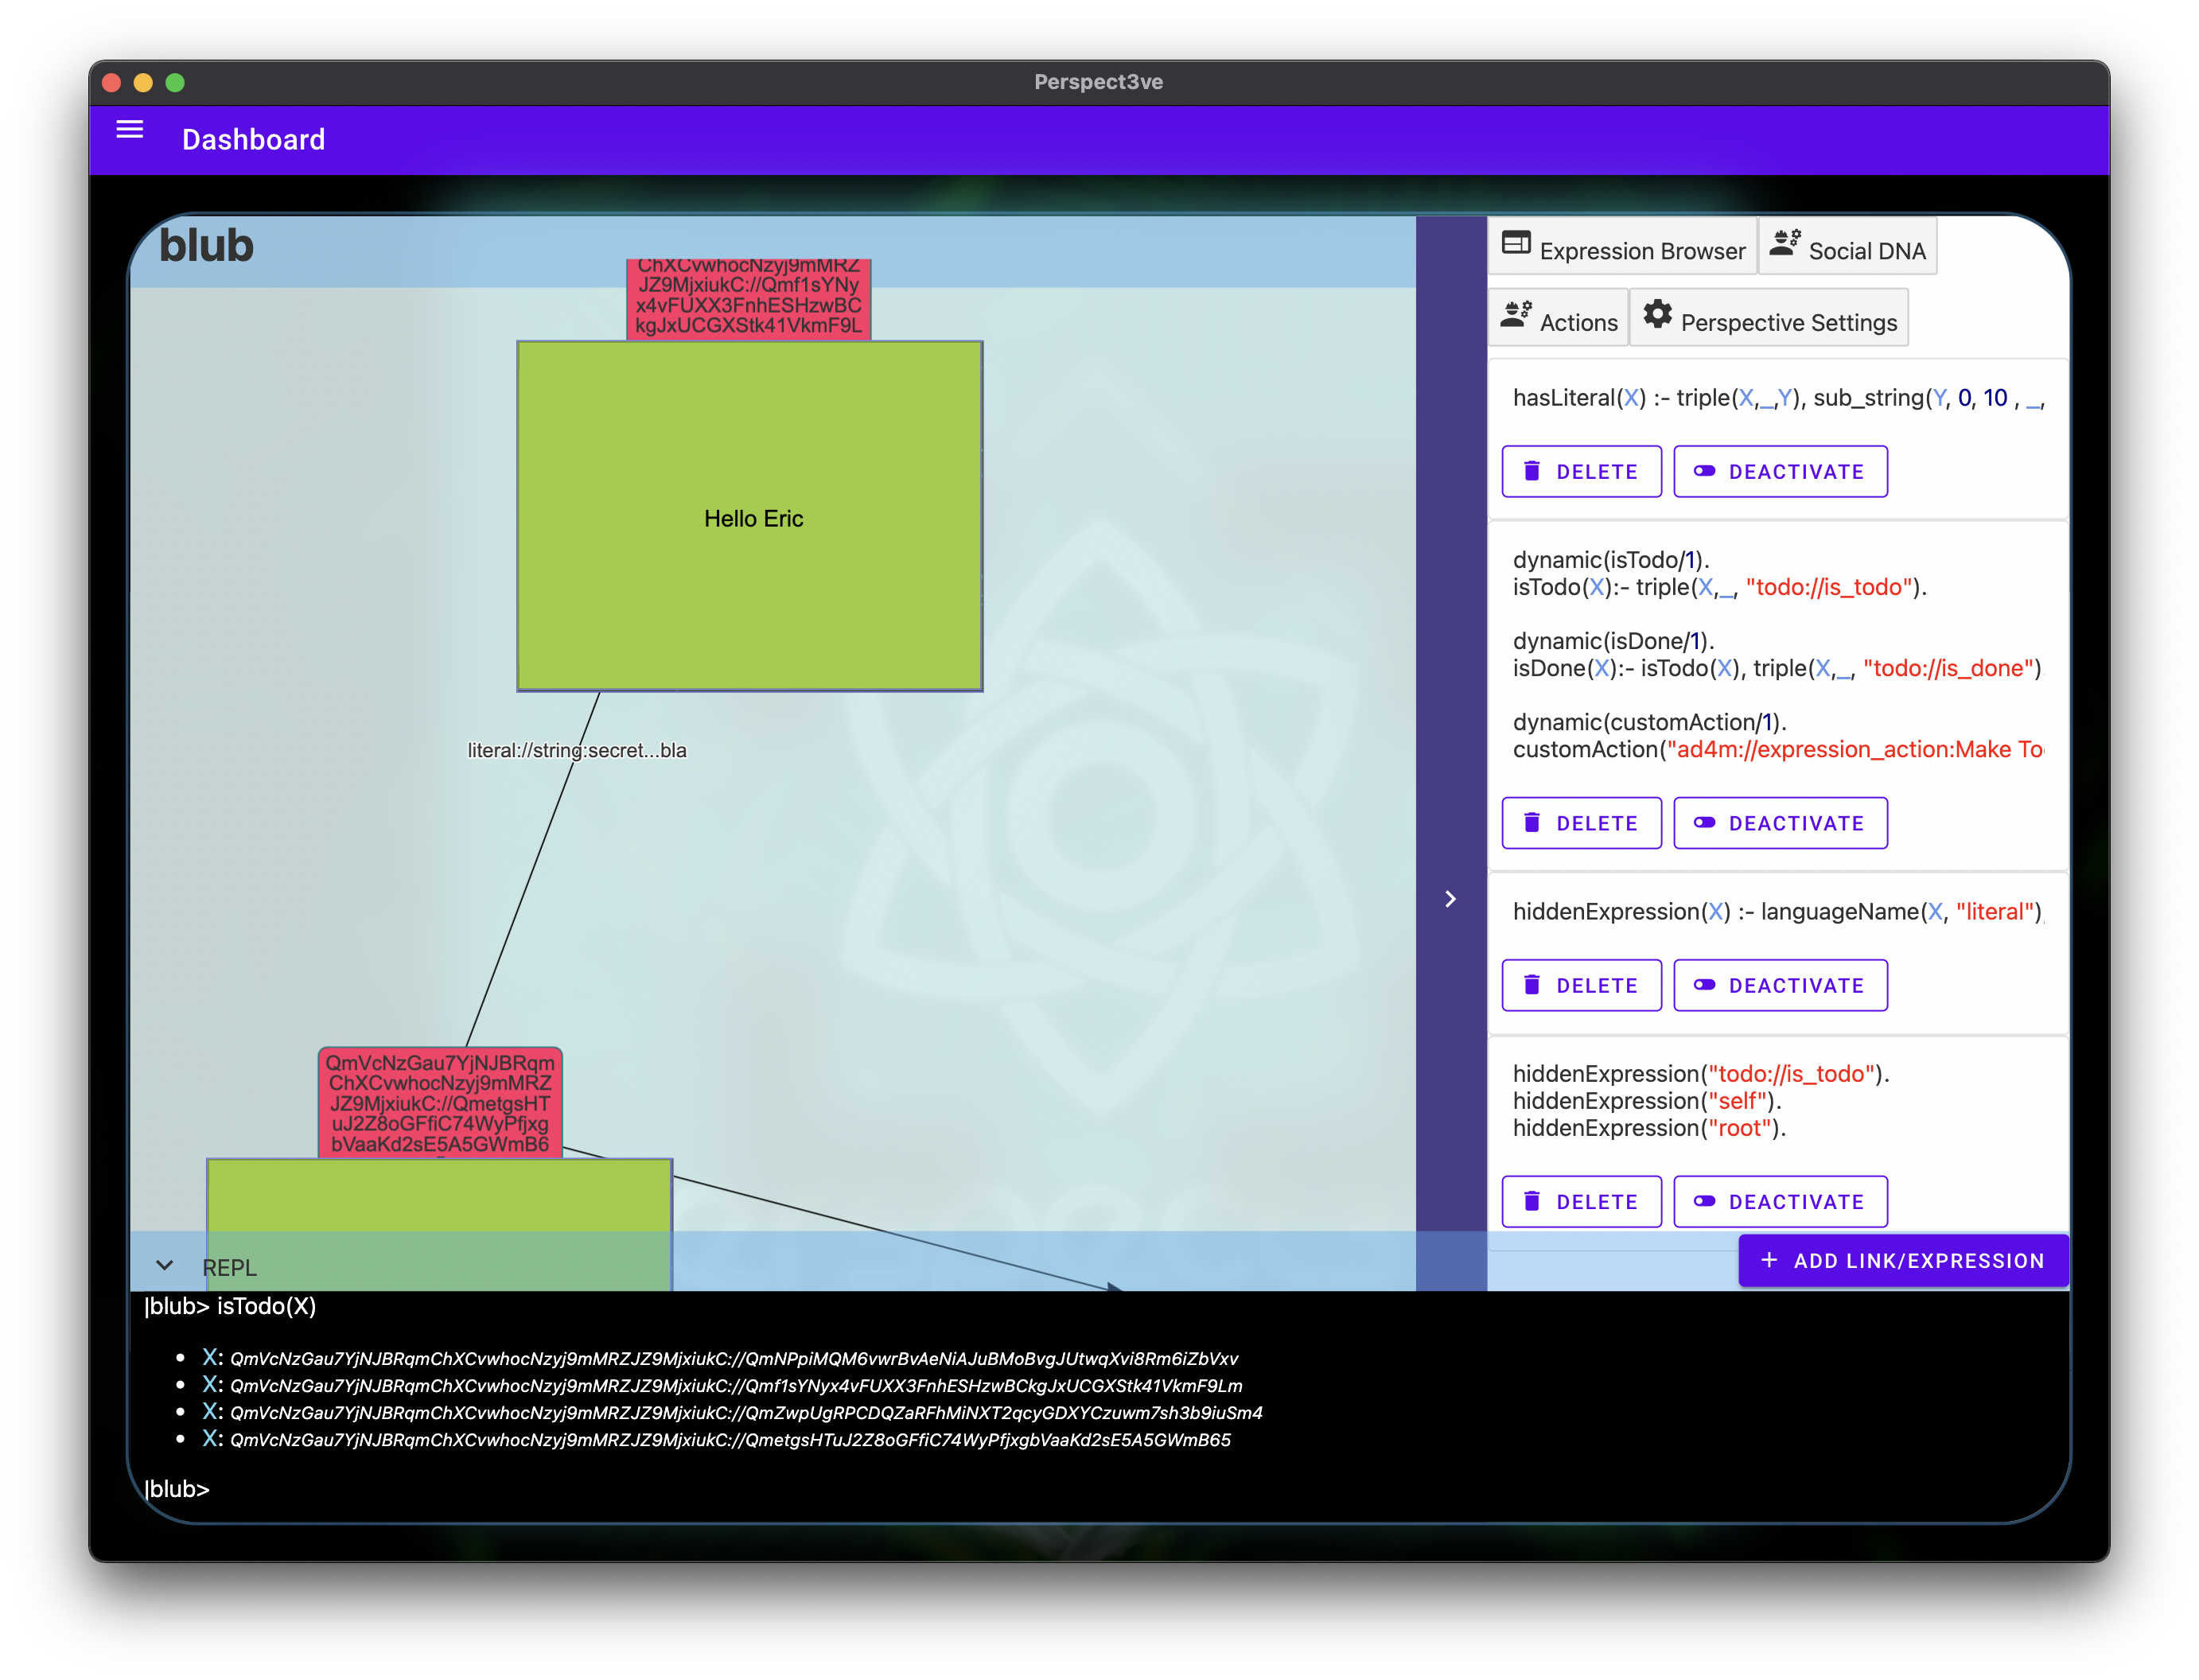 Perspect3ve
Dashboard
blub
ChXCvwhocNzyj9mMRZ
JZ9MjxiukC://Qmf1sYNy
x4vFUXX3FnhESHzwBC
kgJxUCGXStk41VkmF9L
Hello Eric
literal://string:secret...bla
QmVcNzGau7YjNJBRqm
ChXCvwhocNzyj9mMRZ
JZ9MjxiukC://QmetgsHT
uJ2Z8oGFfiC74WyPfjxg
bVaaKd2sE5A5GWmB6
Expression Browser
Social DNA
Actions
Perspective Settings
hasLiteral(X) :- triple(X,_,Y), sub_string(Y, 0, 10 , _,
DELETE
DEACTIVATE
dynamic(isTodo/1).
isTodo(X):- triple(X,_, "todo://is_todo").
dynamic(isDone/1).
isDone(X):- isTodo(X), triple(X,_, "todo://is_done")
dynamic(customAction/1).
customAction("ad4m://expression_action:Make To
DELETE
DEACTIVATE
hiddenExpression(X) :- languageName(X, "literal")
DELETE
DEACTIVATE
hiddenExpression("todo://is_todo").
hiddenExpression("self").
hiddenExpression("root").
DELETE
DEACTIVATE
+ ADD LINK/EXPRESSION
REPL
|blub> isTodo(X)
• X: QmVcNzGau7YjNJBRqmChXCvwhocNzyj9mMRZJZ9MjxiukC://QmNPpiMQM6vwrBvAeNiAJuBMoBvgJUtwqXvi8Rm6iZbVxv
• X: QmVcNzGau7YjNJBRqmChXCvwhocNzyj9mMRZJZ9MjxiukC://Qmf1sYNyx4vFUXX3FnhESHzwBCkgJxUCGXStk41VkmF9Lm
• X: QmVcNzGau7YjNJBRqmChXCvwhocNzyj9mMRZJZ9MjxiukC://QmZwpUgRPCDQZaRFhMiNXT2qcyGDXYCzuwm7sh3b9iuSm4
• X: QmVcNzGau7YjNJBRqmChXCvwhocNzyj9mMRZJZ9MjxiukC://QmetgsHTuJ2Z8oGFfiC74WyPfjxgbVaaKd2sE5A5GWmB65
|blub>